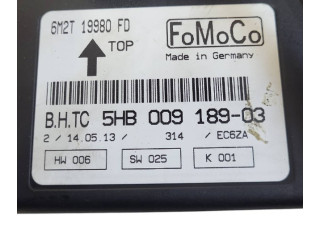 6M2T 19980 FD
FoMoCo
TOP
Made in Germany
B.H.TC 5HB 009 189-03
2 / 14.05.13 / 314 / EC6ZA
HW 006 SW 025 K 001